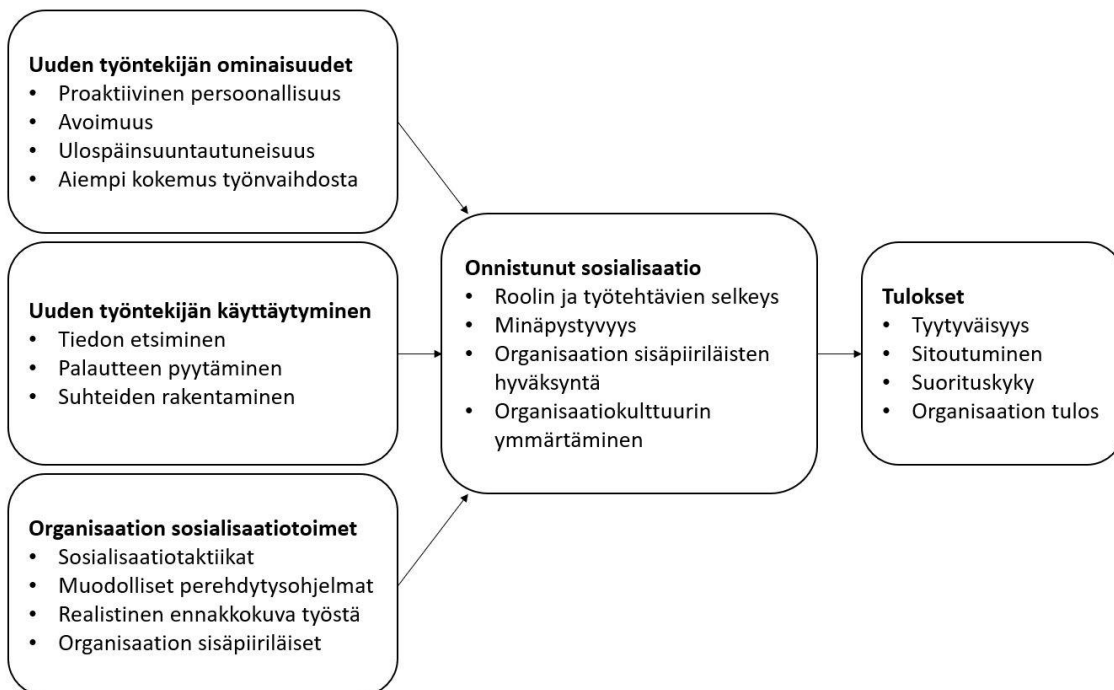 Uuden työntekijän ominaisuudet
• Proaktiivinen persoonallisuus
• Avoimuus
• Ulospäinsuuntautuneisuus
• Aiempi kokemus työnvaihdosta
Uuden työntekijän käyttäytyminen
• Tiedon etsiminen
• Palautteen pyytäminen
• Suhteiden rakentaminen
Organisaation sosialisaatiotoimet
• Sosialisaatiotaktiikat
• Muodolliset perehdytysohjelmat
• Realistinen ennakkokuva työstä
• Organisaation sisäpiiriläiset
Onnistunut sosialisaatio
• Roolin ja työtehtävien selkeys
• Minäpystyvyys
• Organisaation sisäpiiriläisten
hyväksyntä
• Organisaatiokulttuurin
ymmärtäminen
Tulokset
• Tyytyväisyys
• Sitoutuminen
• Suorituskyky
• Organisaation tulos